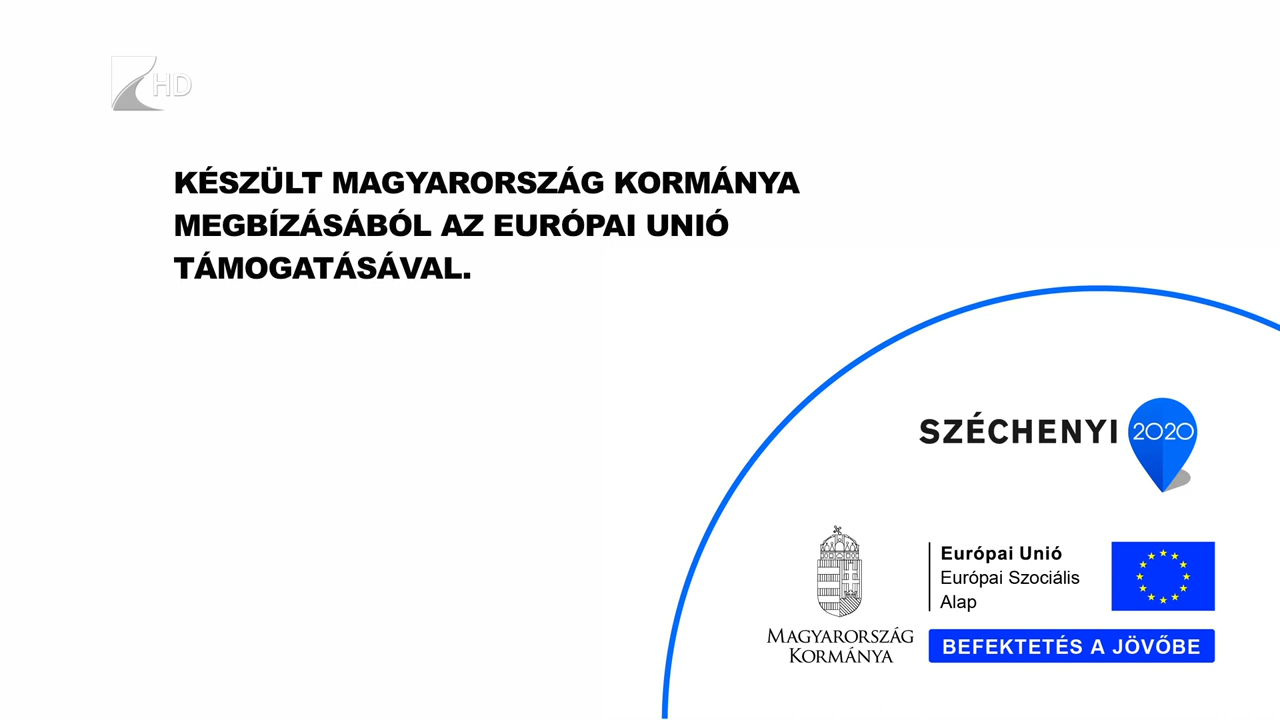 HD
KÉSZÜLT MAGYARORSZÁG KORMÁNYA
MEGBÍZÁSÁBÓL AZ EURÓPAI UNIÓ
TÁMOGATÁSÁVAL.
SZÉCHENYI 2020
Európai Unió
Európai Szociális
Alap
MAGYARORSZÁG
KORMÁNYA
BEFEKTETÉS A JÖVŐBE